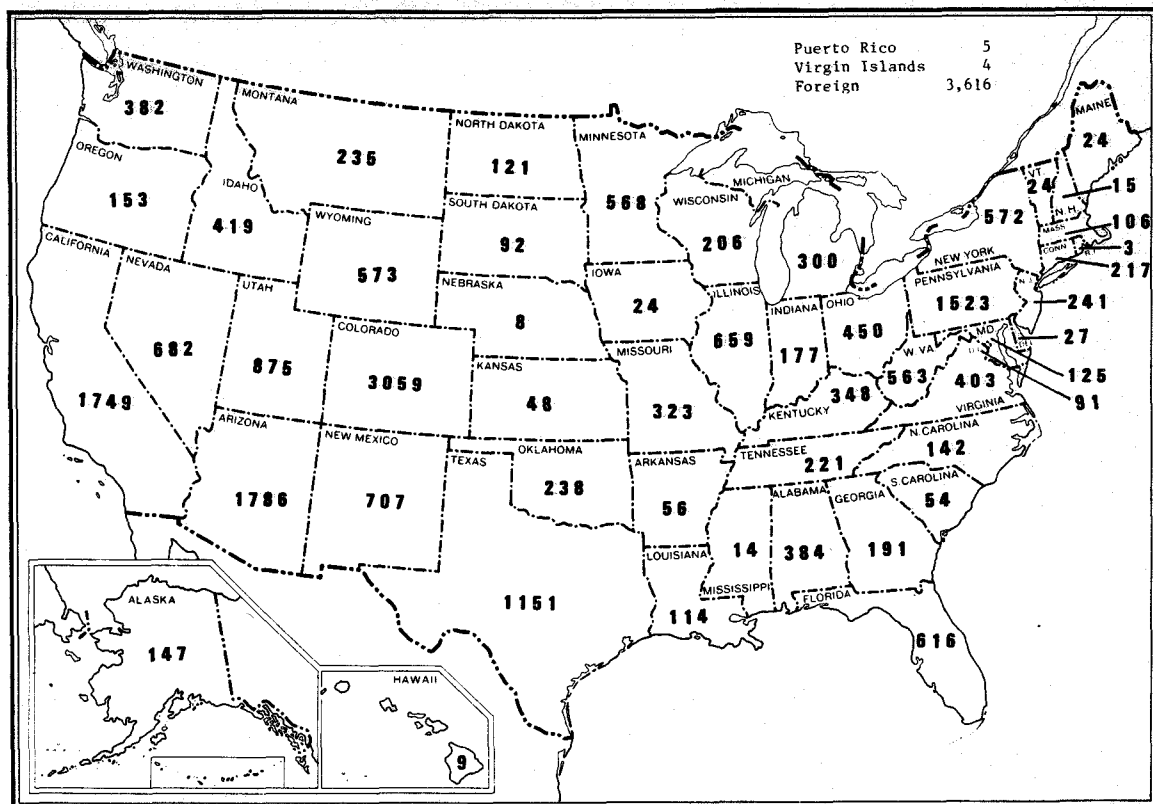 Puerto Rico 5
Virgin Islands 4
Foreign 3,616
WASHINGTON
382
MONTANA
235
NORTH DAKOTA
121
MINNESOTA
568
MAINE
24
OREGON
153
IDAHO
419
WYOMING
573
SOUTH DAKOTA
92
WISCONSIN
206
MICHIGAN
300
VT.
24
N.H.
15
MASS
106
R.I.
3
CONN
217
NEW YORK
572
CALIFORNIA
1749
NEVADA
682
UTAH
875
COLORADO
3059
NEBRASKA
8
IOWA
24
ILLINOIS
659
INDIANA
177
OHIO
450
PENNSYLVANIA
1523
N.J.
241
27
MD
125
91
W VA
563
VIRGINIA
403
KANSAS
48
MISSOURI
323
KENTUCKY
348
ARIZONA
1786
NEW MEXICO
707
TEXAS
1151
OKLAHOMA
238
ARKANSAS
56
TENNESSEE
221
N.CAROLINA
142
S.CAROLINA
54
LOUISIANA
114
MISSISSIPPI
14
ALABAMA
384
GEORGIA
191
FLORIDA
616
ALASKA
147
HAWAII
9